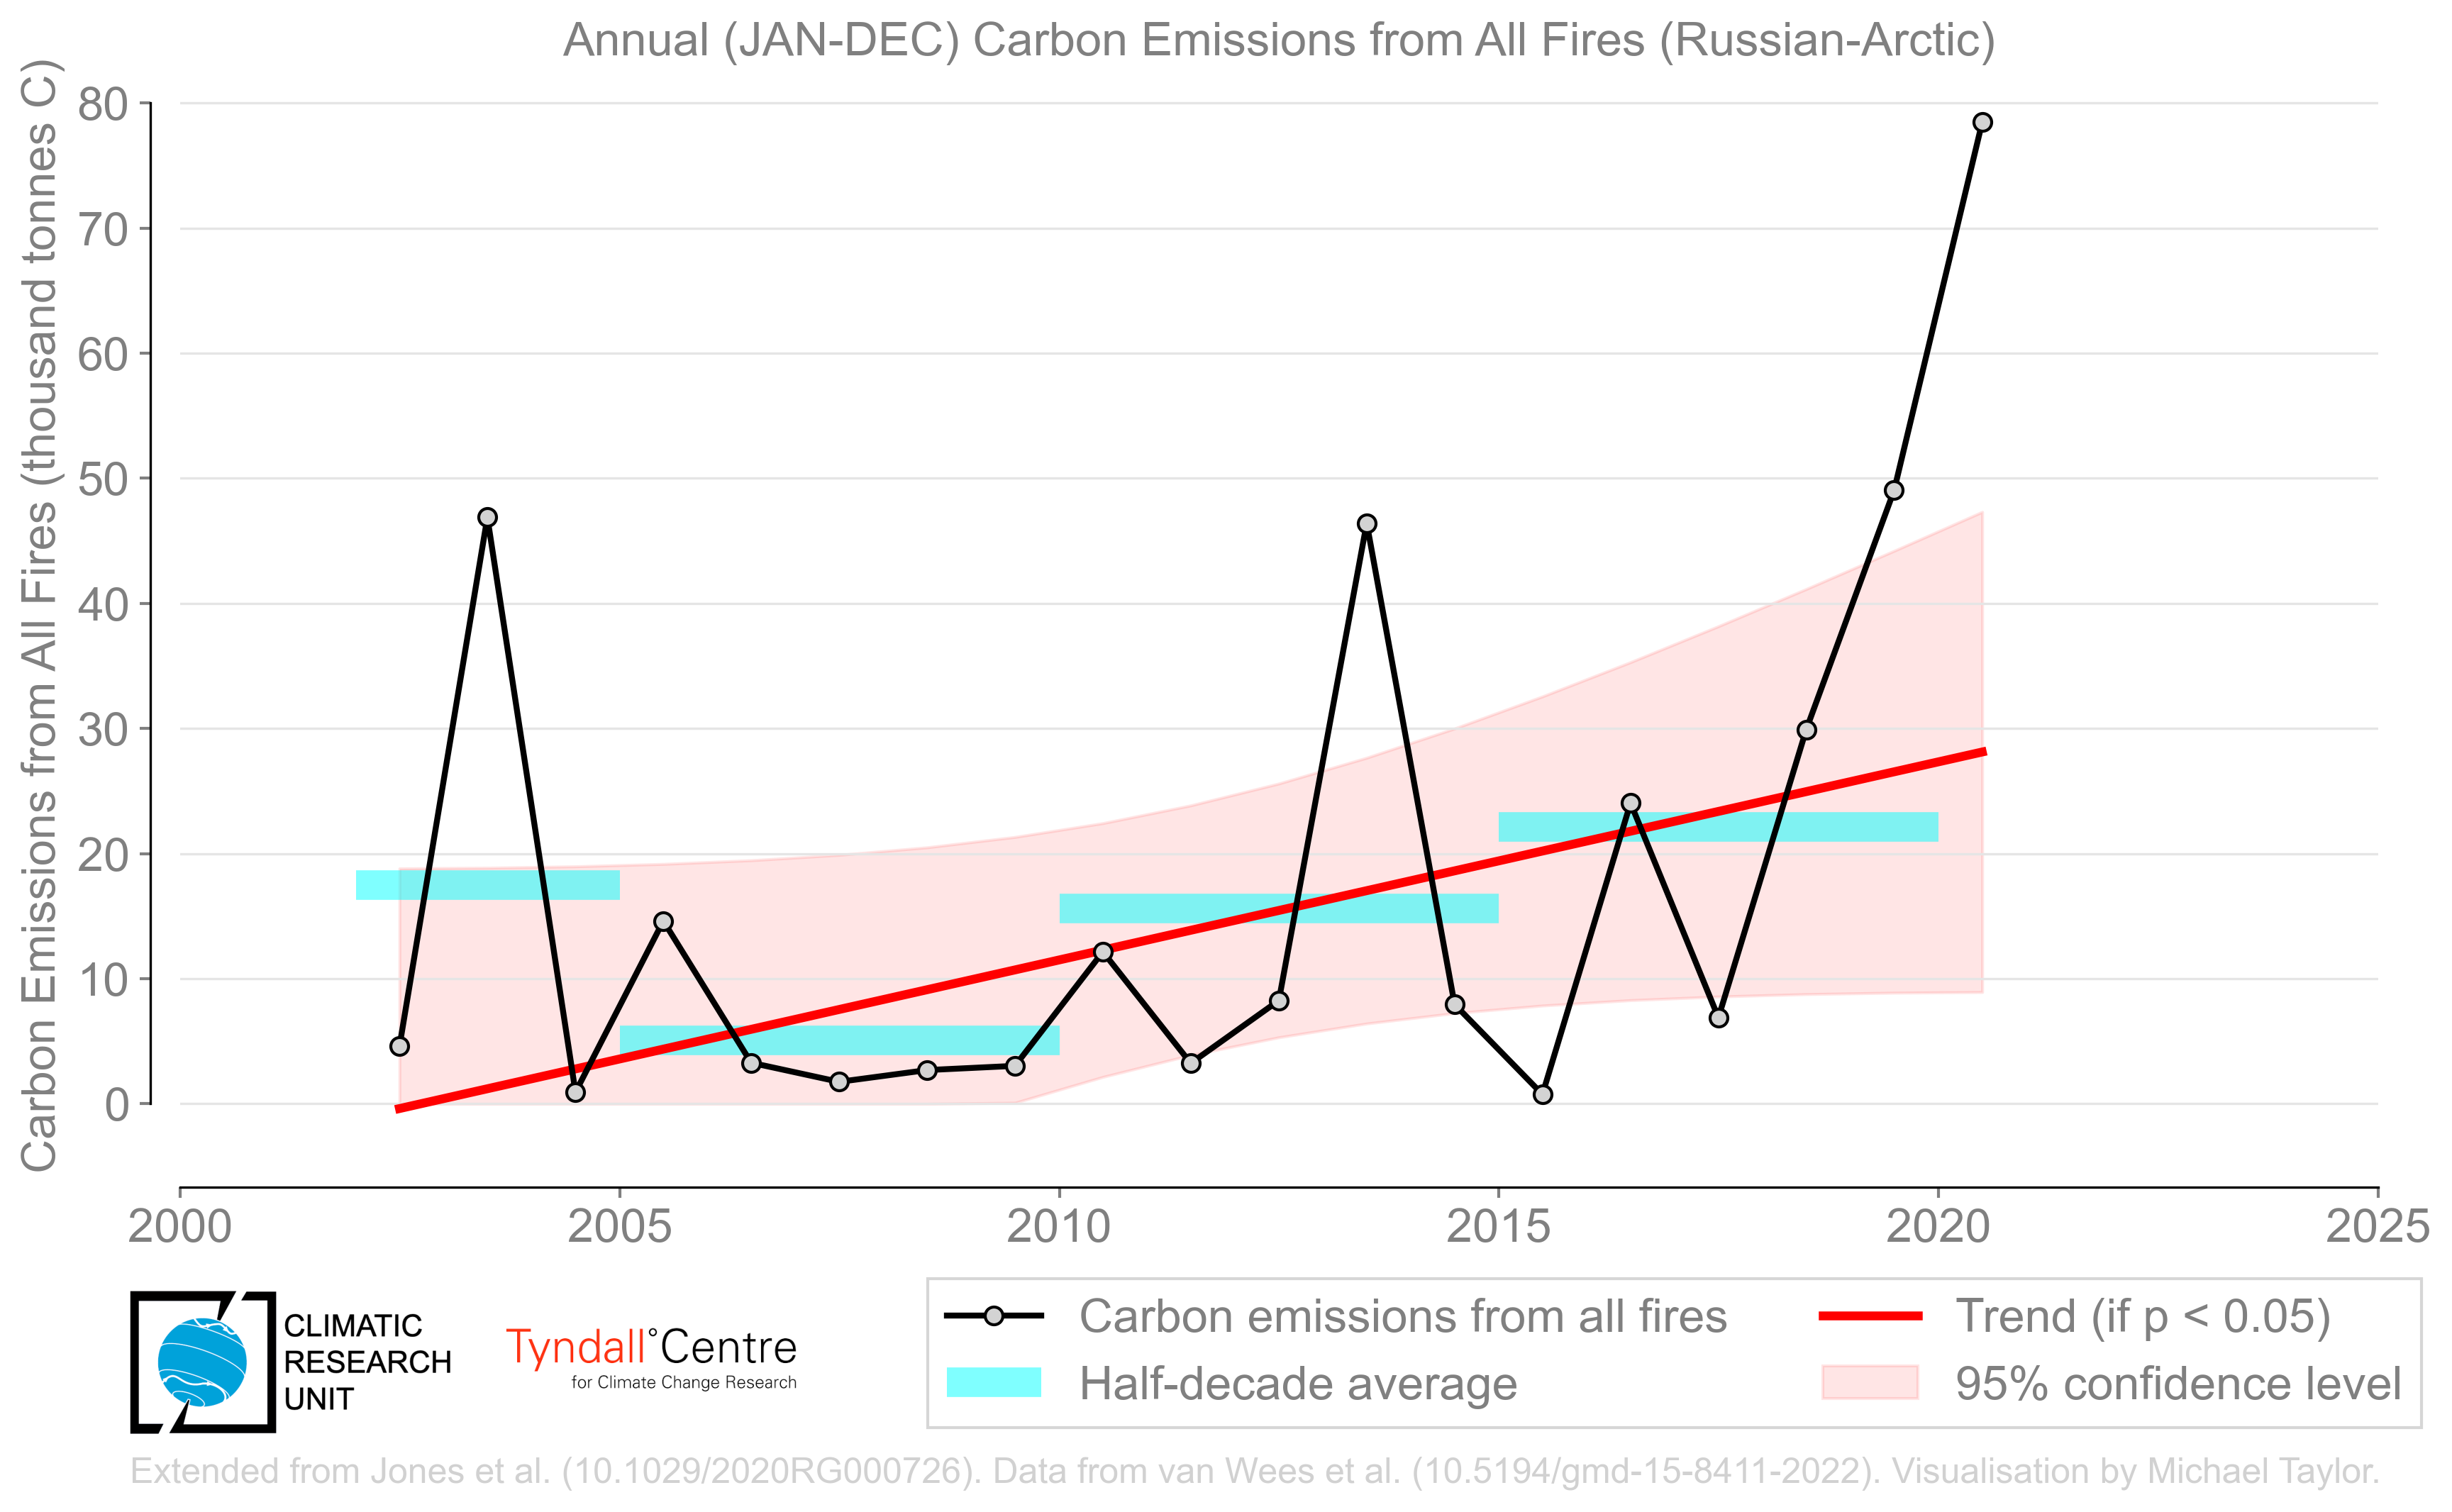 Annual (JAN-DEC) Carbon Emissions from All Fires (Russian-Arctic)
Carbon Emissions from All Fires (thousand tonnes C)
80
70
60
50
40
30
20
10
0
2000
2005
2010
2015
2020
2025
CLIMATIC
RESEARCH
UNIT
Tyndall°Centre
for Climate Change Research
Carbon emissions from all fires
Half-decade average
Trend (if p < 0.05)
95% confidence level
Extended from Jones et al. (10.1029/2020RG000726). Data from van Wees et al. (10.5194/gmd-15-8411-2022). Visualisation by Michael Taylor.